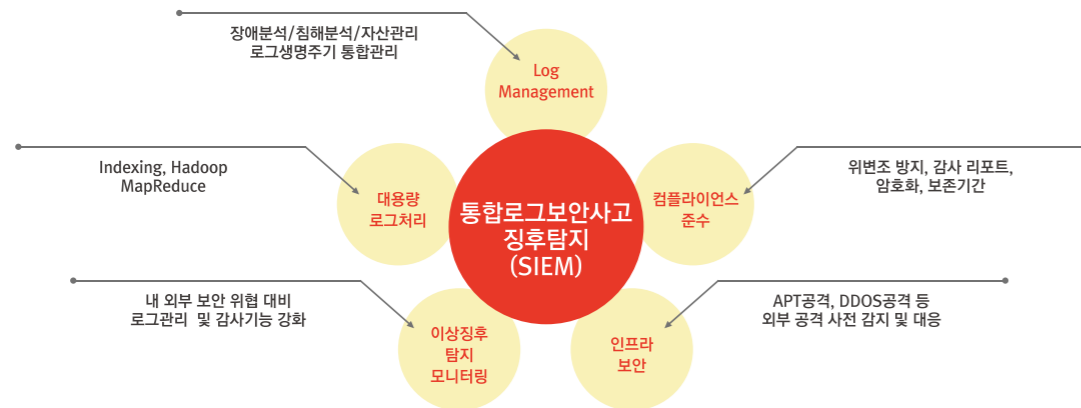 장애분석/침해분석/자산관리
로그생명주기 통합관리
Log
Management
Indexing, Hadoop
MapReduce
대용량
로그처리
통합로그보안사고
징후탐지
(SIEM)
컴플라이언스
준수
위변조 방지, 감사 리포트,
암호화, 보존기간
내 외부 보안 위협 대비
로그관리 및 감사기능 강화
이상징후
탐지
모니터링
인프라
보안
APT공격, DDOS공격 등
외부 공격 사전 감지 및 대응